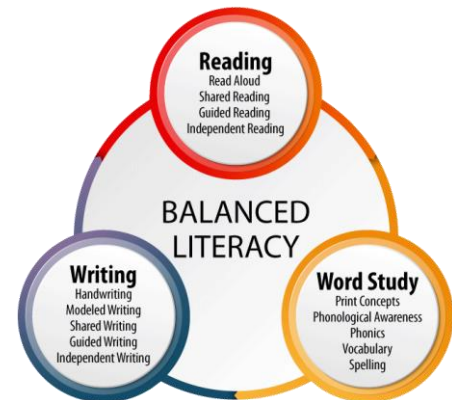 Reading
Read Aloud
Shared Reading
Guided Reading
Independent Reading
BALANCED
LITERACY
Writing
Handwriting
Modeled Writing
Shared Writing
Guided Writing
Independent Writing
Word Study
Print Concepts
Phonological Awareness
Phonics
Vocabulary
Spelling